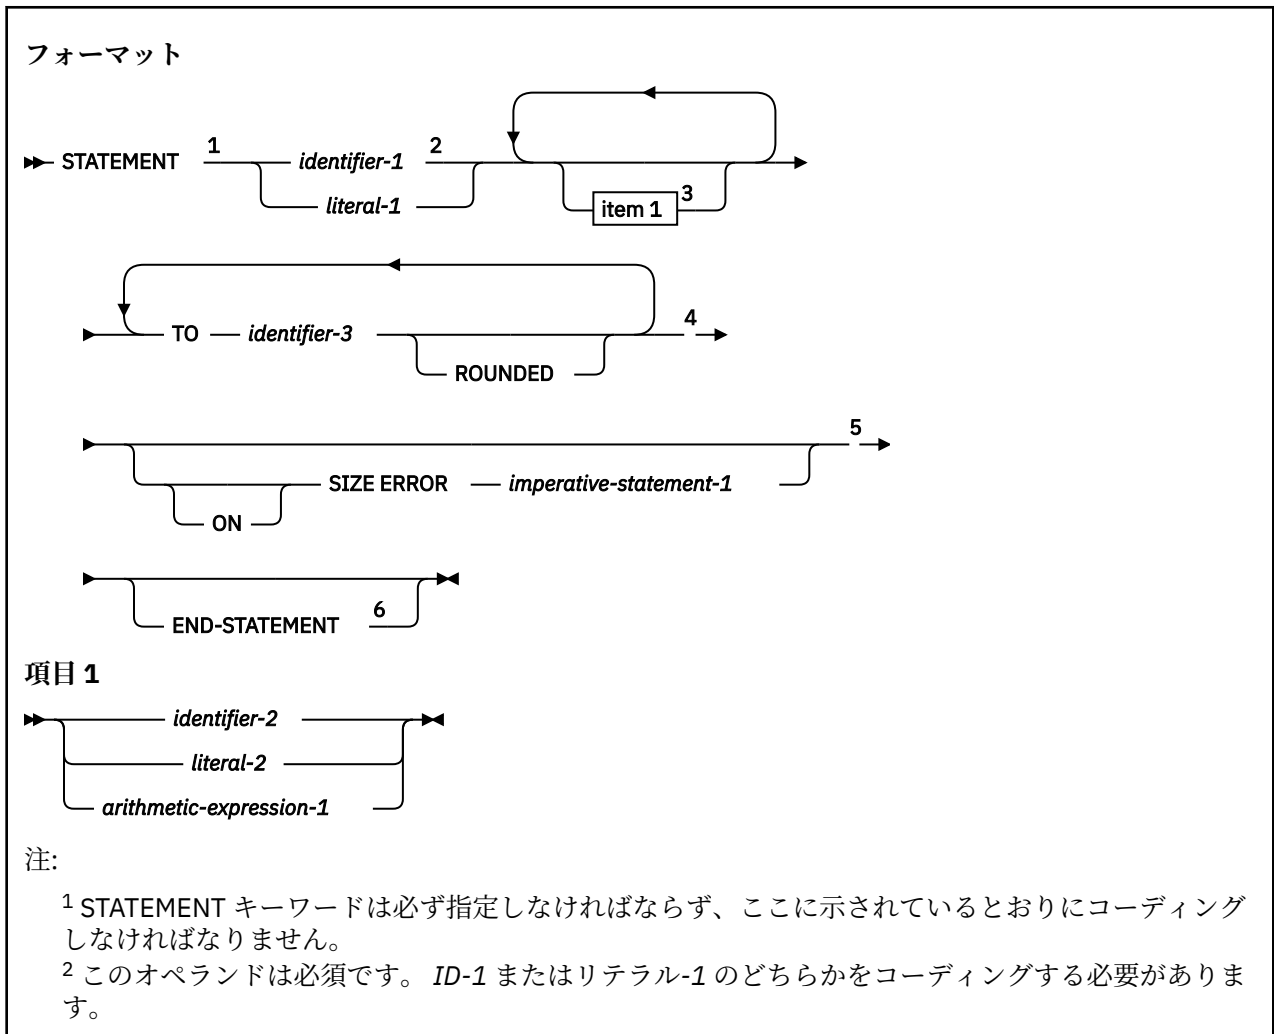 フォーマット
STATEMENT 1 identifier-1 2
literal-1
item 1 3
TO identifier-3 4
ROUNDED
5
SIZE ERROR imperative-statement-1
ON
END-STATEMENT 6
項目 1
identifier-2
literal-2
arithmetic-expression-1
注:
1 STATEMENT キーワードは必ず指定しなければならず、ここに示されているとおりにコーディング
しなければなりません。
2 このオペランドは必須です。 ID-1 またはリテラル-1 のどちらかをコーディングする必要がありま
す。